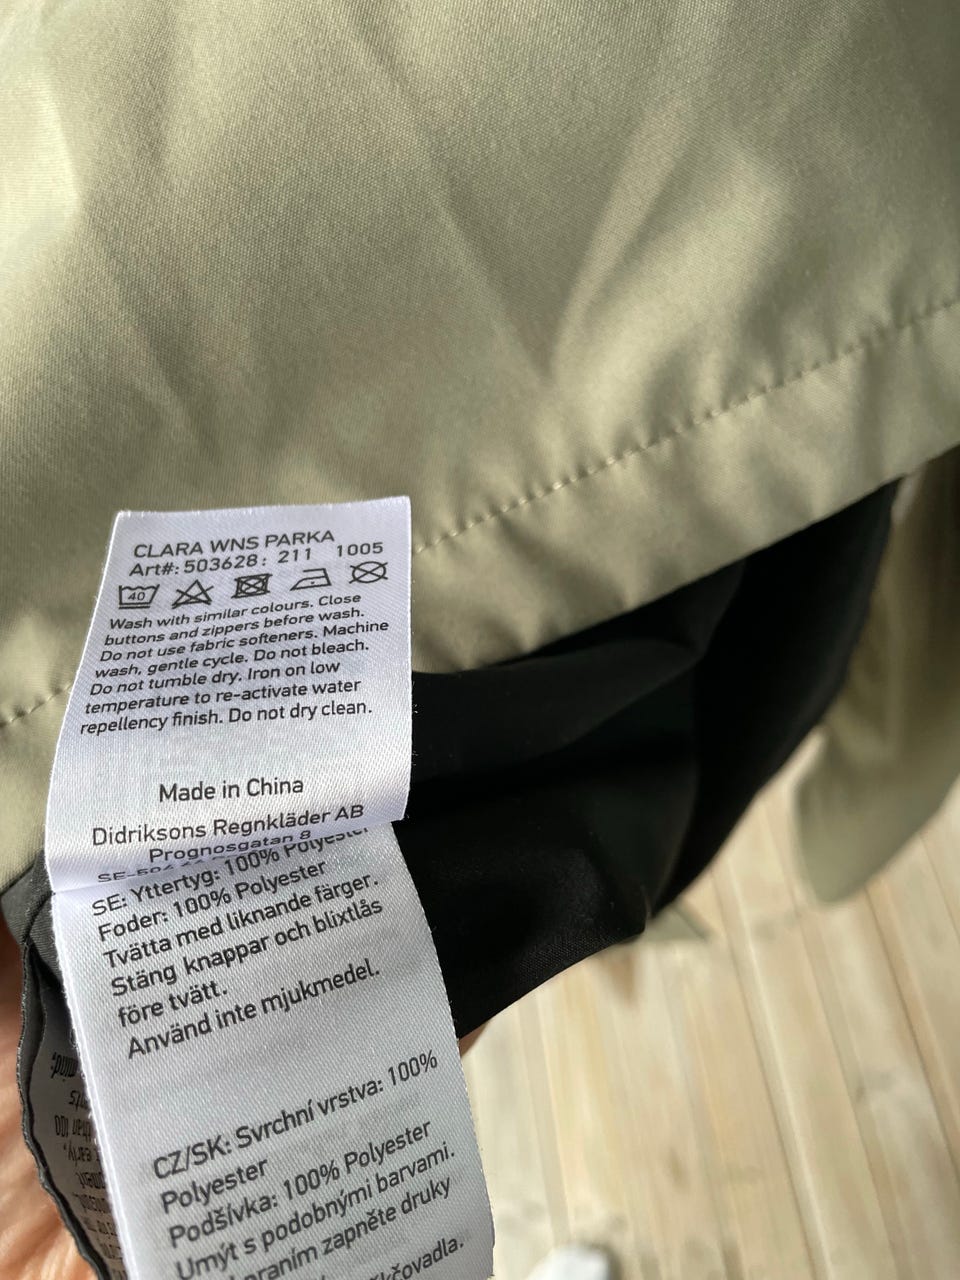 CLARA WNS PARKA
Art#: 503628: 211 1005
40
Wash with similar colours. Close
buttons and zippers before wash.
Do not use fabric softeners. Machine
wash, gentle cycle. Do not bleach.
Do not tumble dry. Iron on low
temperature to re-activate water
repellency finish. Do not dry clean.
Made in China
Didriksons Regnkläder AB
Prognosgatan 8
SE: Yttertyg: 100% Polyester
Foder: 100% Polyester
Tvätta med liknande färger.
Stäng knappar och blixtlås
före tvätt.
Använd inte mjukmedel.
CZ/SK: Svrchní vrstva: 100%
Polyester
Podšívka: 100% Polyester
Umýt s podobnými barvami.
praním zapněte druky